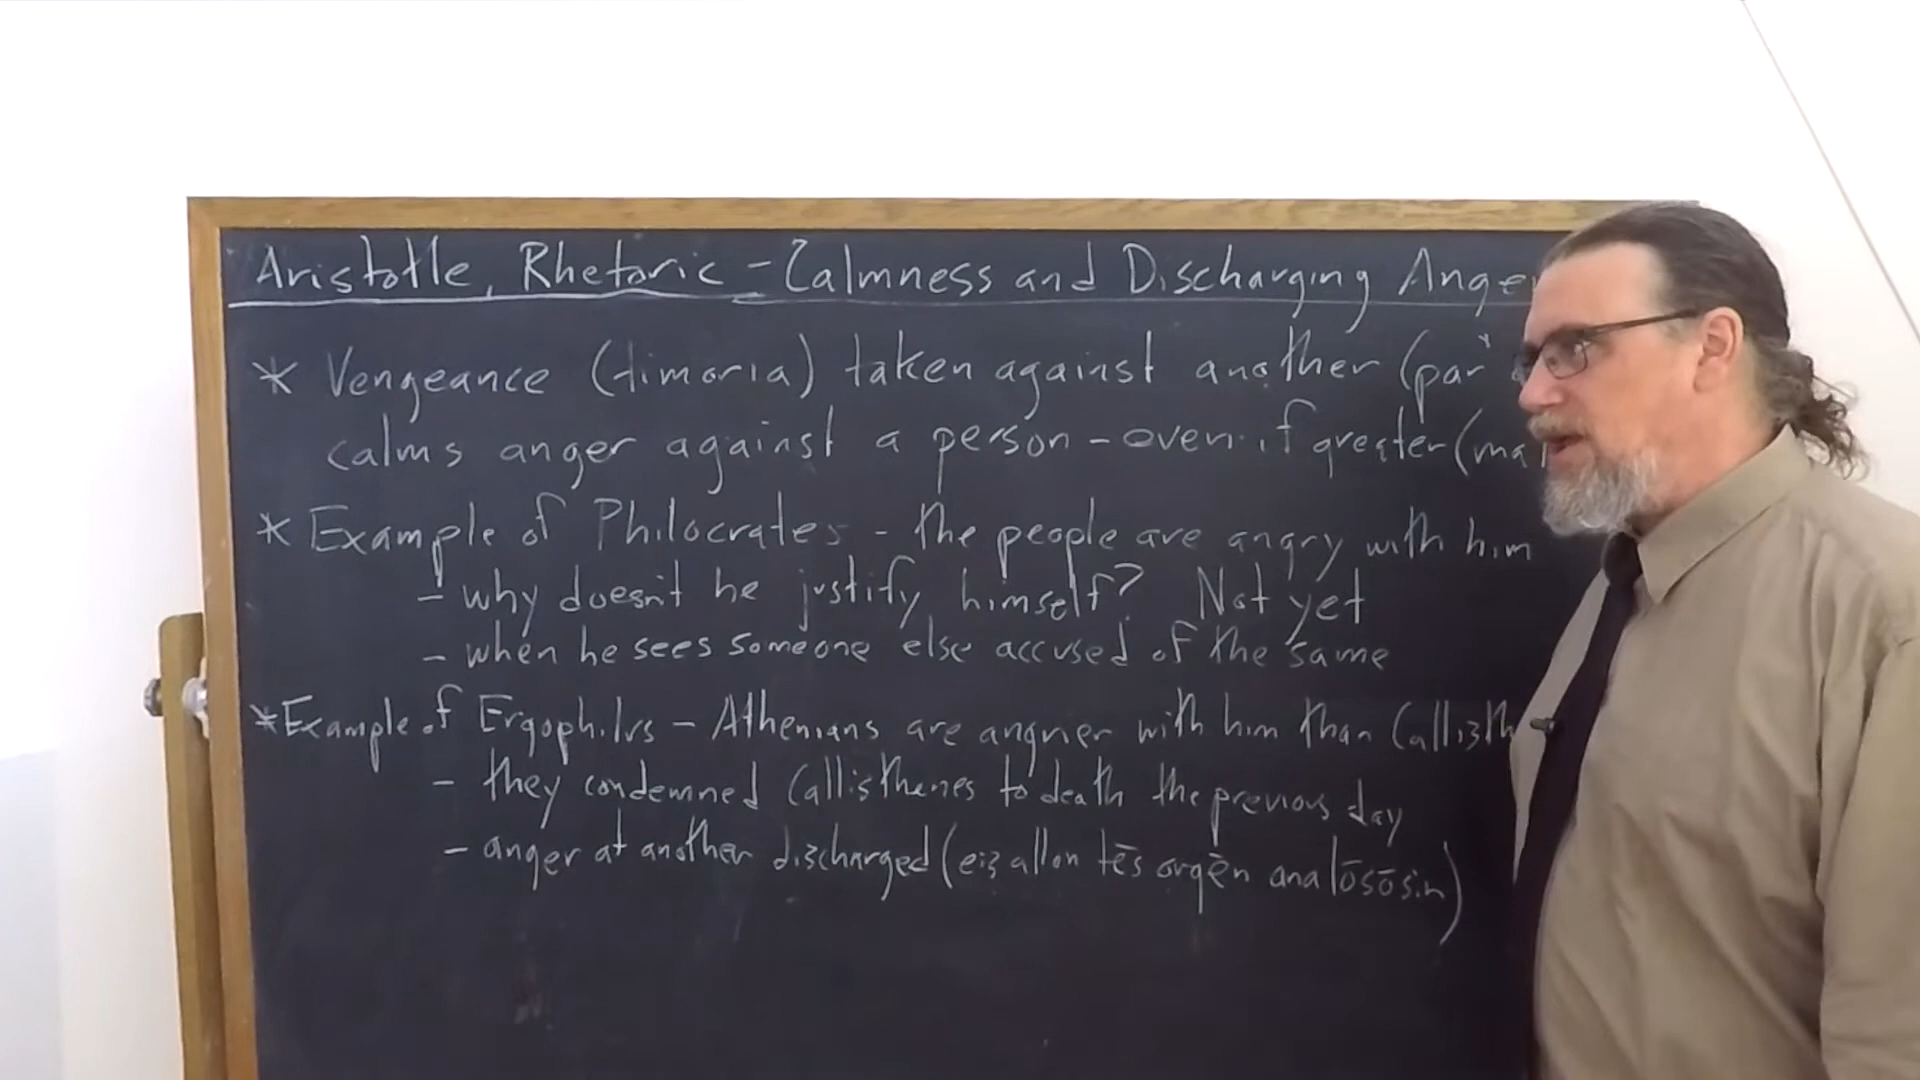 Aristotle, Rhetoric - Calmness and Discharging Anger
* Vengeance (timoria) taken against another (par'
calms anger against a person - even if greater (
* Example of Philocrates - the people are angry with him
- why doesn't he justify himself? Not yet
- when he sees someone else accused of the same
* Example of Ergophilus - Athenians are angrier with him than
- they condemned Callisthenes to death the previous day
- anger at another discharged (eis allon tēs orgēn analōsōsin)